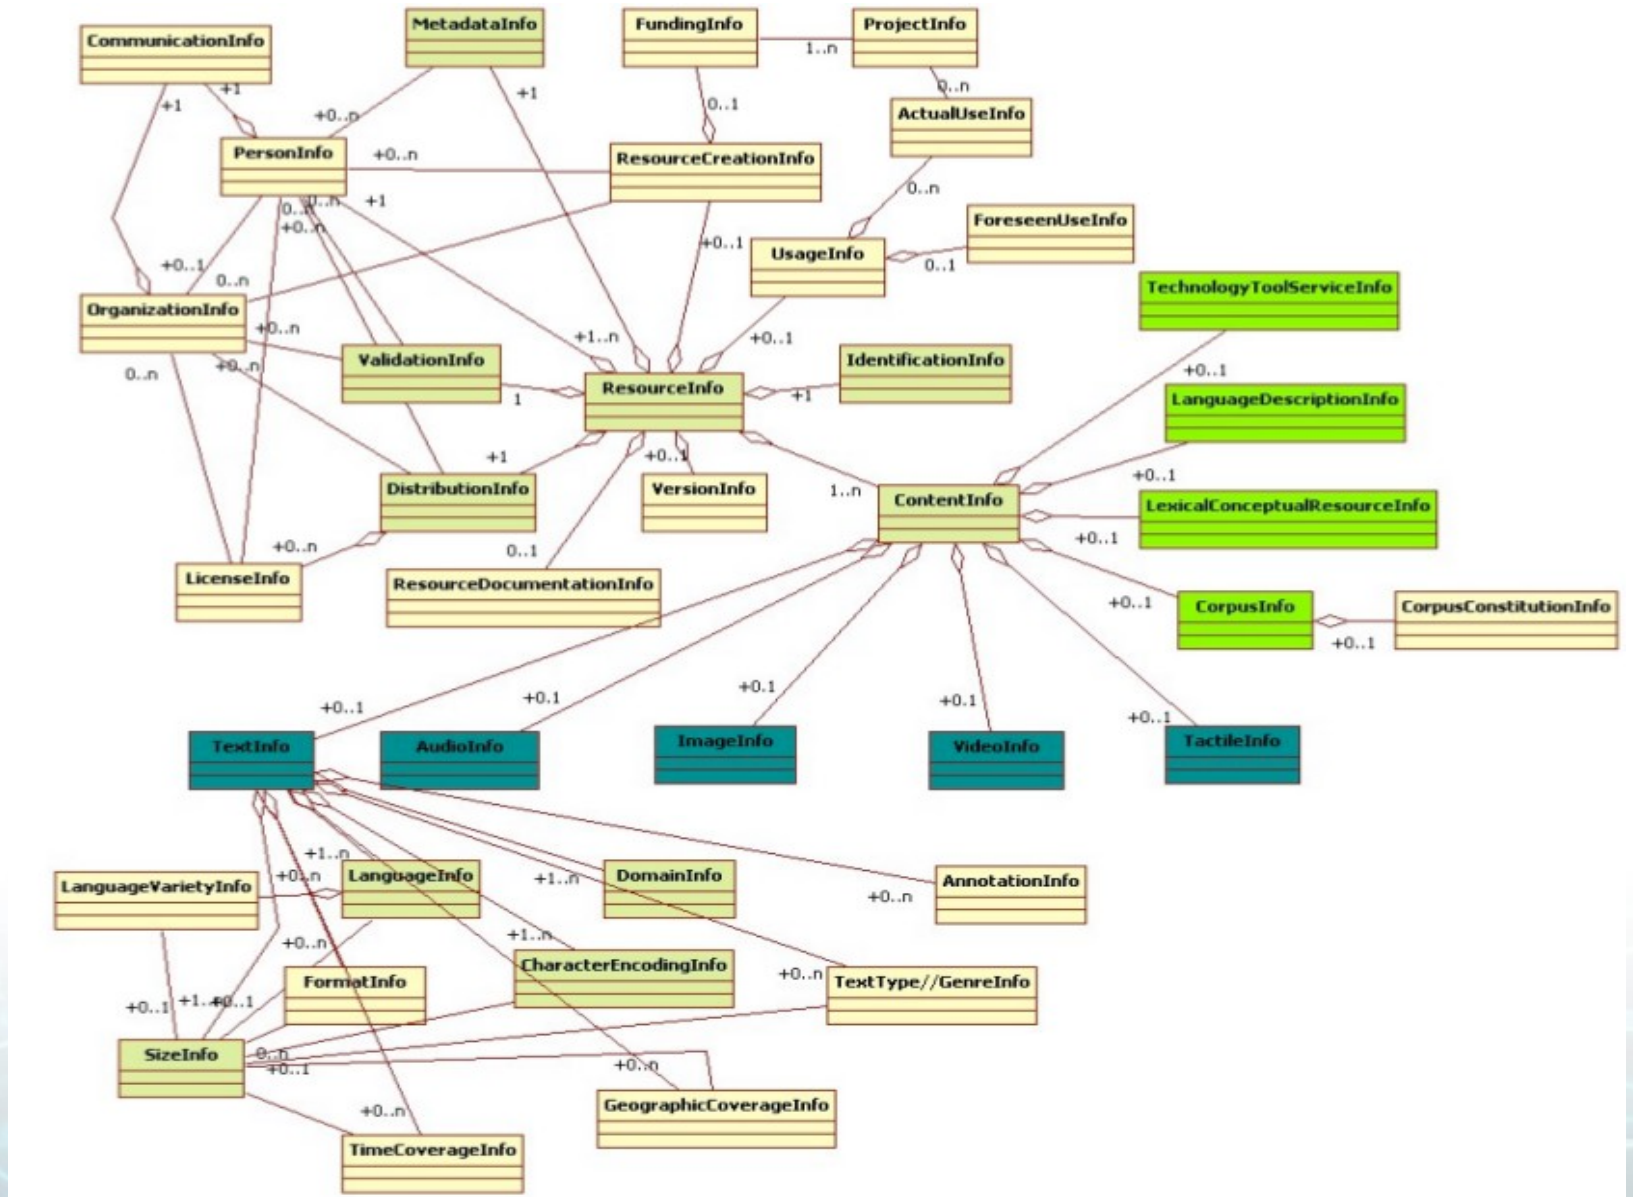 MetadataInfo
FundingInfo
ProjectInfo
CommunicationInfo
1..n
+1
+1
+1
0..n
0..1
ActualUseInfo
+0..n
PersonInfo
+0..n
ResourceCreationInfo
0..n
+1
0..n
0..n
+0..n
ForeseenUseInfo
+0..1
UsageInfo
0..1
+0..1
0..n
TechnologyToolServiceInfo
OrganizationInfo
+0..n
+1..n
+0..1
ValidationInfo
IdentificationInfo
0..n
+0..n
ResourceInfo
+0..1
1
+1
LanguageDescriptionInfo
+1
+0..1
+0..1
DistributionInfo
VersionInfo
1..n
ContentInfo
LexicalConceptualResourceInfo
+0..n
0..1
+0..1
LicenseInfo
ResourceDocumentationInfo
+0..1
CorpusInfo
CorpusConstitutionInfo
+0..1
+0..1
+0.1
+0.1
+0.1
+0..1
TextInfo
AudioInfo
ImageInfo
VideoInfo
TactileInfo
+1..n
LanguageVarietyInfo
+0..n
LanguageInfo
+1..n
DomainInfo
AnnotationInfo
+0..n
+0..n
+1..n
CharacterEncodingInfo
FormatInfo
+0..n
TextType//GenreInfo
+0..1
+0..1
SizeInfo
0..n
+0..1
+0..n
+0..n
GeographicCoverageInfo
TimeCoverageInfo